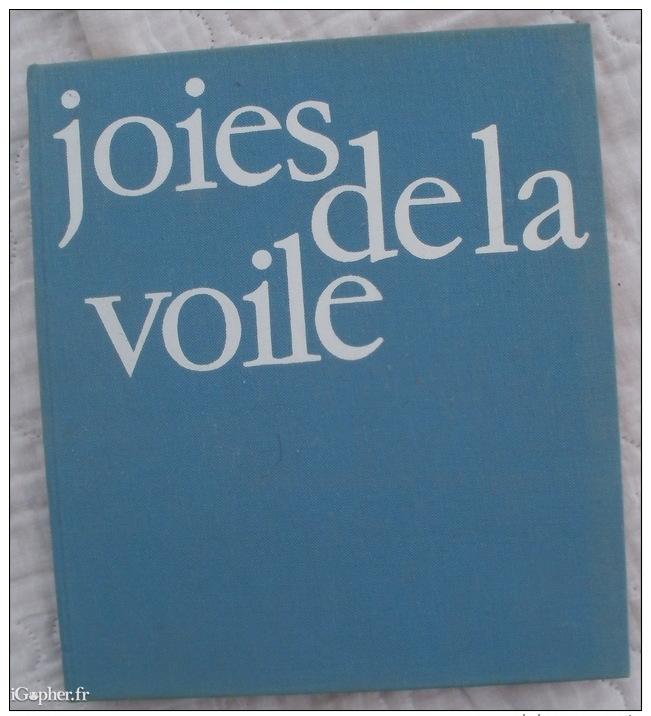 joies
de la
voile
iGopher.fr